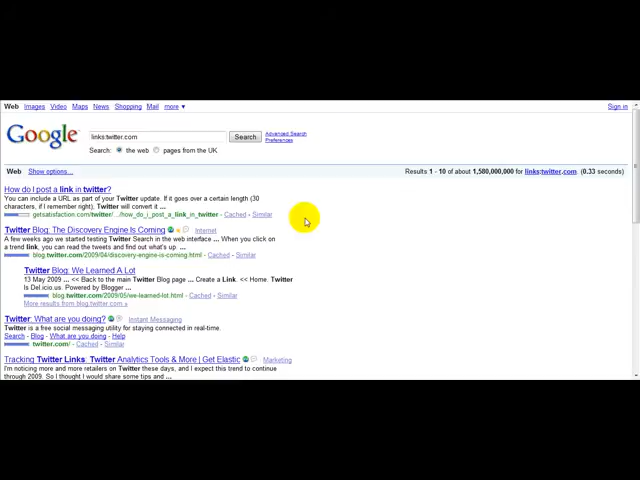 Web Images Video Maps News Shopping Mail more ▼ Sign in
Google links:twitter.com Search Advanced Search
Preferences
Search: the web pages from the UK
Web Show options... Results 1 - 10 of about 1,580,000,000 for links:twitter.com (0.33 seconds)
How do I post a link in twitter?
You can include a URL as part of your Twitter update. If it goes over a certain length (30
characters, if I remember right), Twitter will convert it ...
getsatisfaction.com/twitter/.../how_do_i_post_a_link_in_twitter - Cached - Similar
Twitter Blog: The Discovery Engine Is Coming Internet
A few weeks ago we started testing Twitter Search in the web interface ... When you click on
a trend link, you can read the tweets and find out what's up ...
blog.twitter.com/2009/04/discovery-engine-is-coming.html - Cached - Similar
Twitter Blog: We Learned A Lot
13 May 2009 ... << Back to the main Twitter Blog page ... Create a Link. << Home. Twitter
Is Del.icio.us. Powered by Blogger ...
blog.twitter.com/2009/05/we-learned-lot.html - Cached - Similar
More results from blog.twitter.com »
Twitter: What are you doing? Instant Messaging
Twitter is a free social messaging utility for staying connected in real-time.
Search - Blog - What are you doing - Help
twitter.com/ - Cached - Similar
Tracking Twitter Links: Twitter Analytics Tools & More | Get Elastic Marketing
I'm noticing more and more retailers on Twitter these days, and I expect this trend to continue
through 2009. So I thought I would share some tips and ...